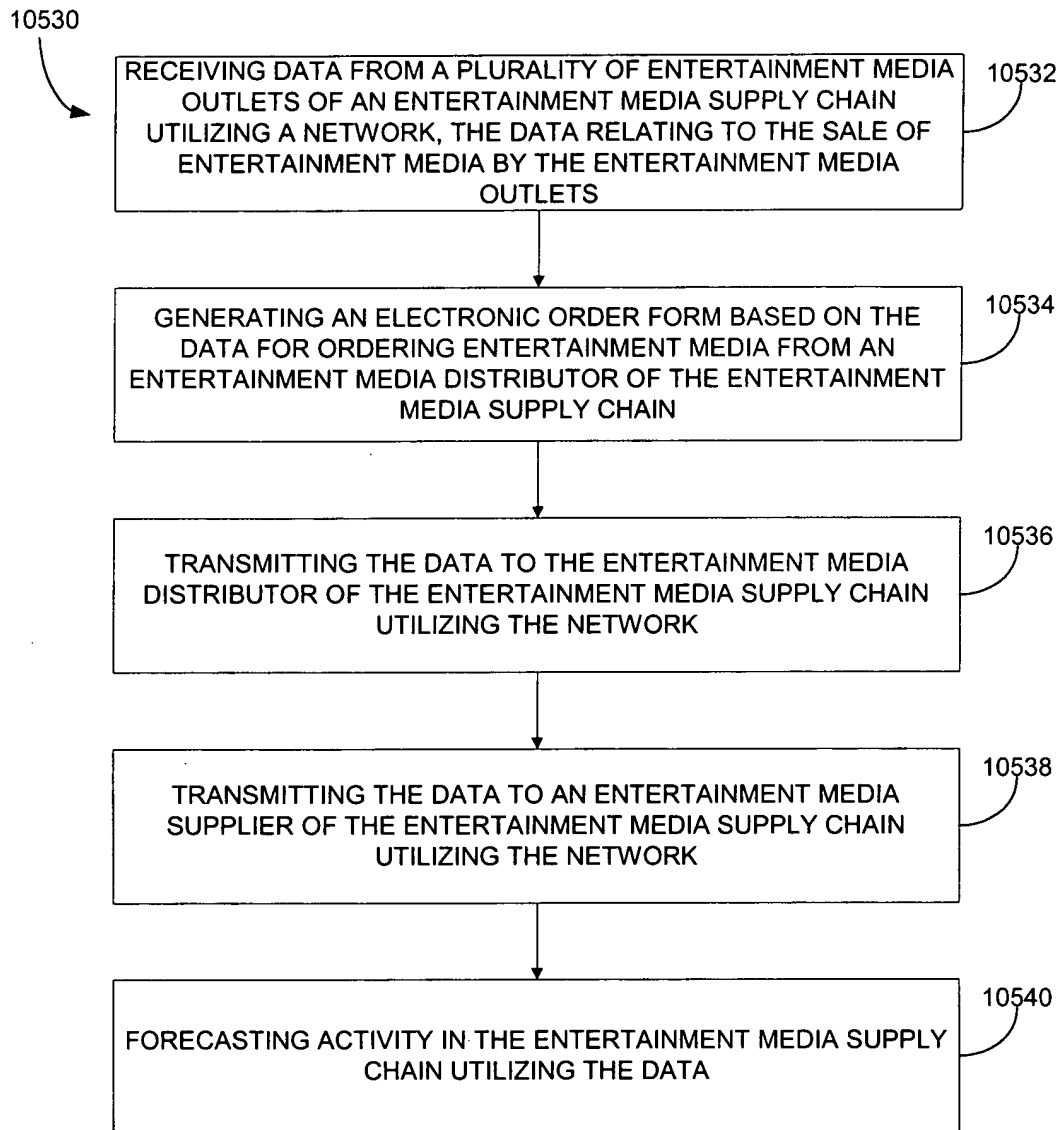 10530
RECEIVING DATA FROM A PLURALITY OF ENTERTAINMENT MEDIA
OUTLETS OF AN ENTERTAINMENT MEDIA SUPPLY CHAIN
UTILIZING A NETWORK, THE DATA RELATING TO THE SALE OF
ENTERTAINMENT MEDIA BY THE ENTERTAINMENT MEDIA
OUTLETS
10532
GENERATING AN ELECTRONIC ORDER FORM BASED ON THE
DATA FOR ORDERING ENTERTAINMENT MEDIA FROM AN
ENTERTAINMENT MEDIA DISTRIBUTOR OF THE ENTERTAINMENT
MEDIA SUPPLY CHAIN
10534
TRANSMITTING THE DATA TO THE ENTERTAINMENT MEDIA
DISTRIBUTOR OF THE ENTERTAINMENT MEDIA SUPPLY CHAIN
UTILIZING THE NETWORK
10536
TRANSMITTING THE DATA TO AN ENTERTAINMENT MEDIA
SUPPLIER OF THE ENTERTAINMENT MEDIA SUPPLY CHAIN
UTILIZING THE NETWORK
10538
FORECASTING ACTIVITY IN THE ENTERTAINMENT MEDIA SUPPLY
CHAIN UTILIZING THE DATA
10540